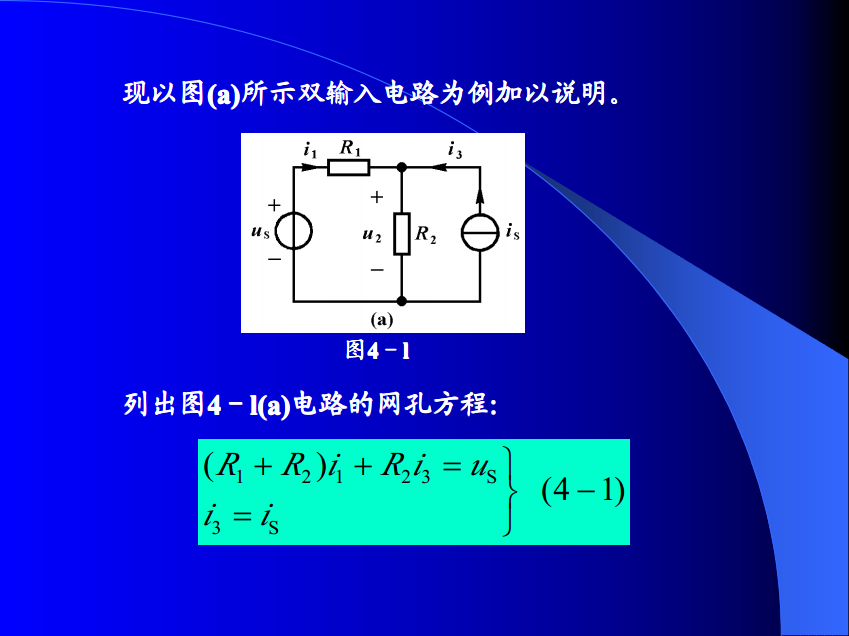 现以图(a)所示双输入电路为例加以说明。
i₁ R₁ i₃
+ +
uS u₂ R₂ iS
− −
(a)
图4－l
列出图4－l(a)电路的网孔方程:
(R₁ + R₂)i₁ + R₂i₃ = uS
i₃ = iS
(4−1)